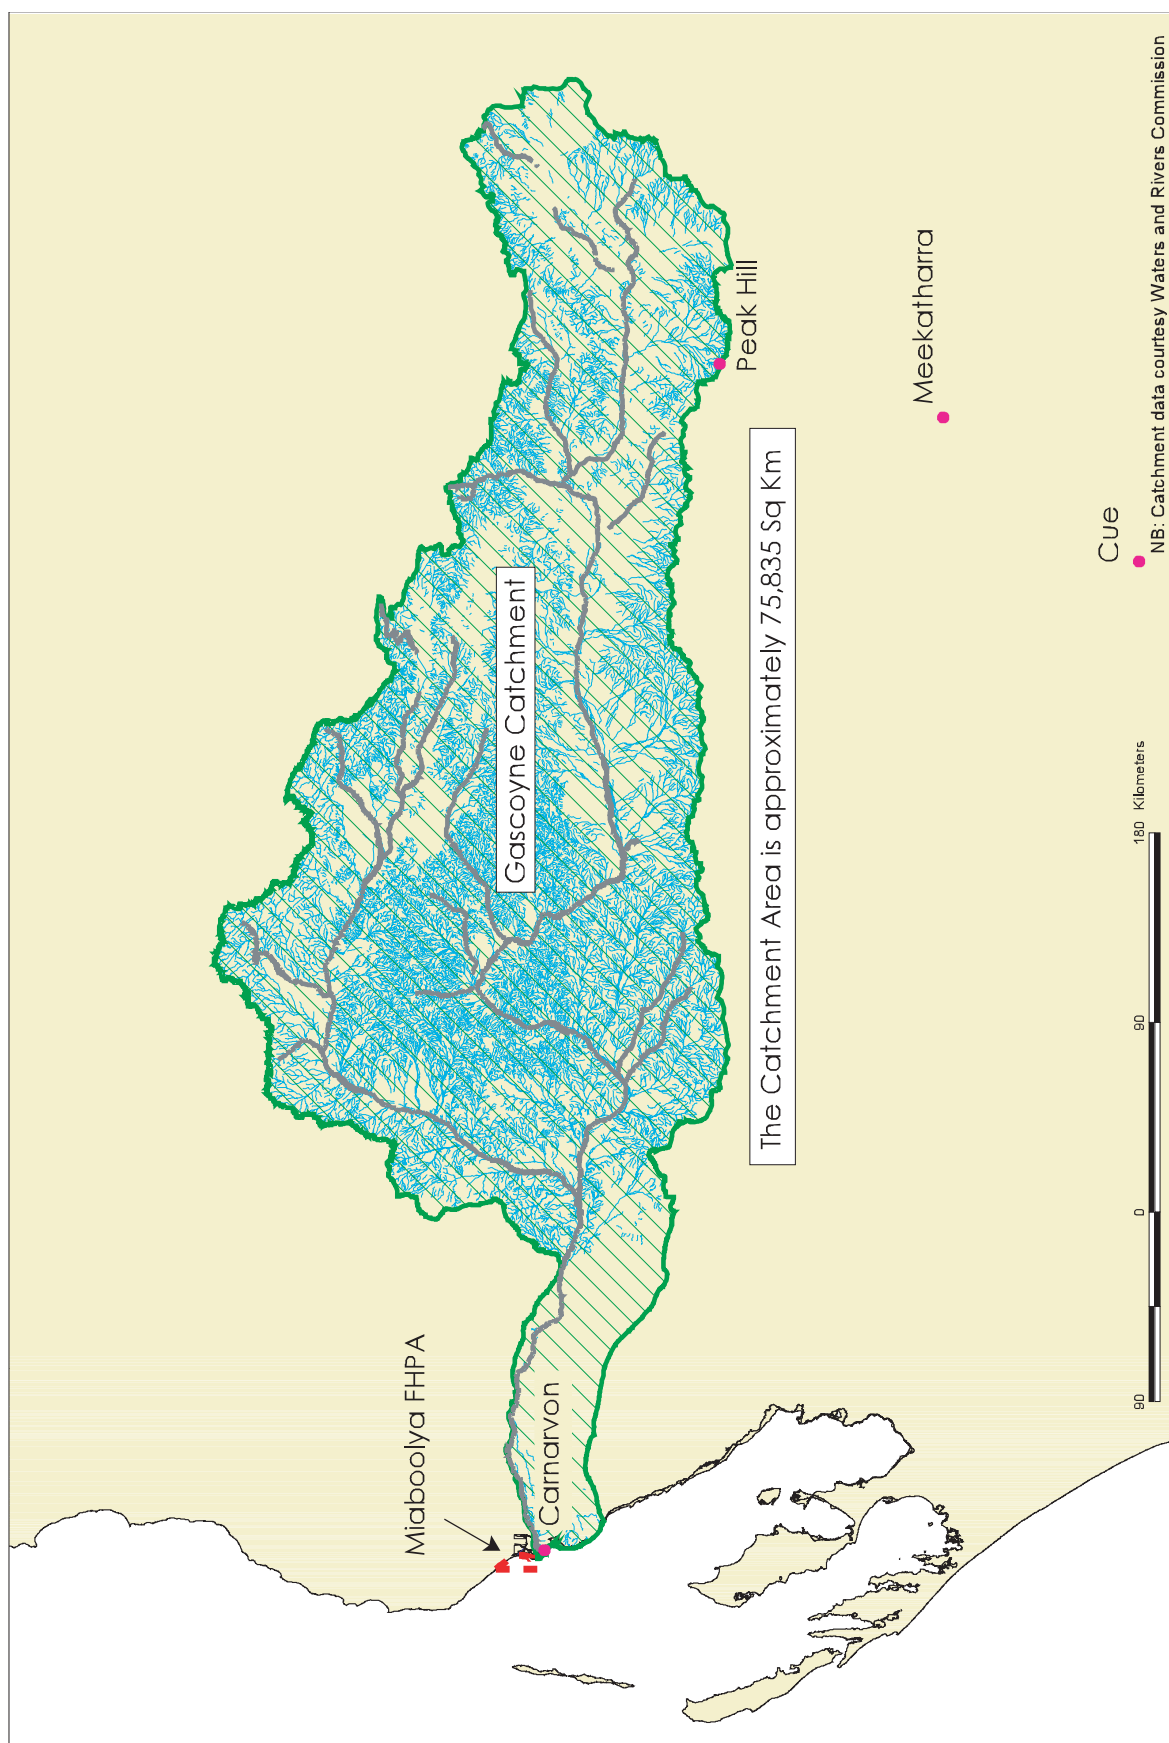 Miaboolya FHPA
Carnarvon
Gascoyne Catchment
Peak Hill
The Catchment Area is approximately 75,835 Sq Km
Meekatharra
Cue
90 0 90 180 Kilometers
NB: Catchment data courtesy Waters and Rivers Commission